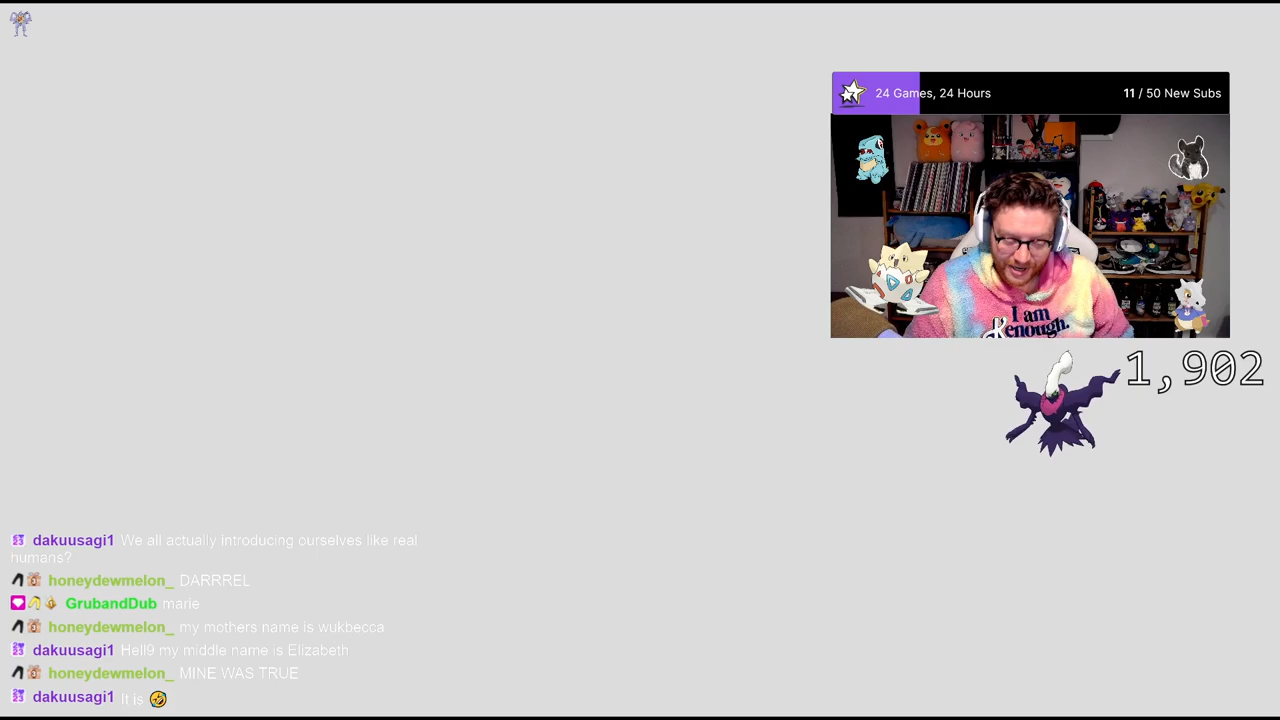 24 Games, 24 Hours 11 / 50 New Subs
I am
Kenough.
1,902
dakuusagi1 We all actually introducing ourselves like real
humans?
honeydewmelon_ DARRREL
GrubandDub marie
honeydewmelon_ my mothers name is wukbecca
dakuusagi1 Hell9 my middle name is Elizabeth
honeydewmelon_ MINE WAS TRUE
dakuusagi1 It is